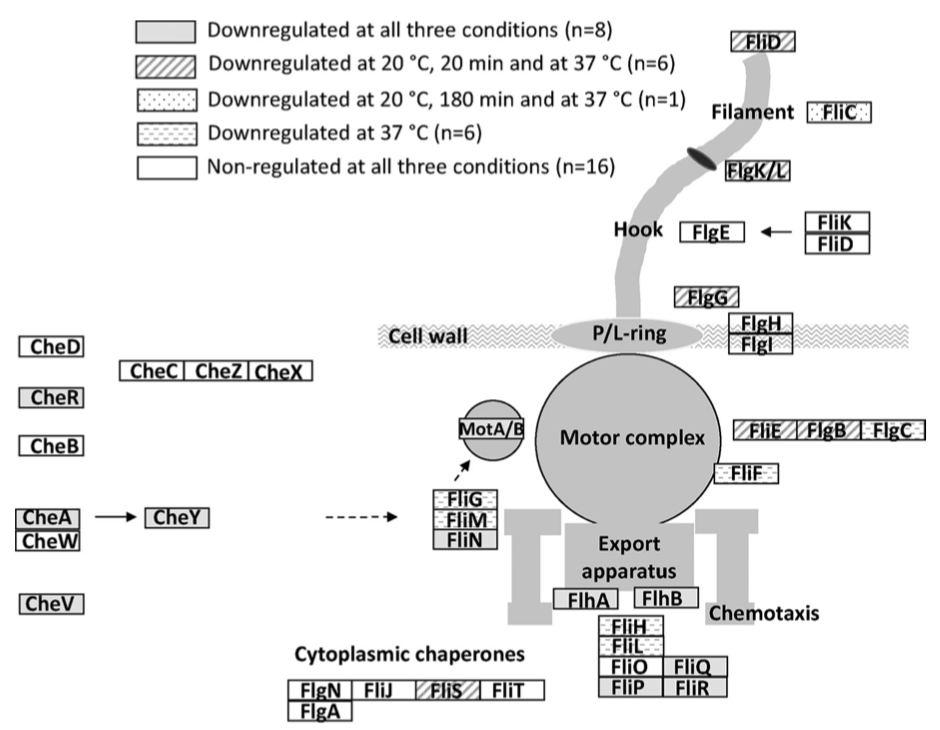 Downregulated at all three conditions (n=8)
Downregulated at 20 °C, 20 min and at 37 °C (n=6)
Downregulated at 20 °C, 180 min and at 37 °C (n=1)
Downregulated at 37 °C (n=6)
Non-regulated at all three conditions (n=16)
FliD
Filament
FliC
FlgK/L
Hook
FlgE
FliK
FliD
FlgG
Cell wall
P/L-ring
FlgH
FlgI
CheD
CheC CheZ CheX
CheR
CheB
MotA/B
Motor complex
FliE FlgB FlgC
FliF
CheA
CheW
CheY
FliG
FliM
FliN
Export
apparatus
FlhA
FlhB
CheV
Chemotaxis
FliH
FliL
FliO FliQ
FliP FliR
Cytoplasmic chaperones
FlgN FliJ FliS FliT
FlgA